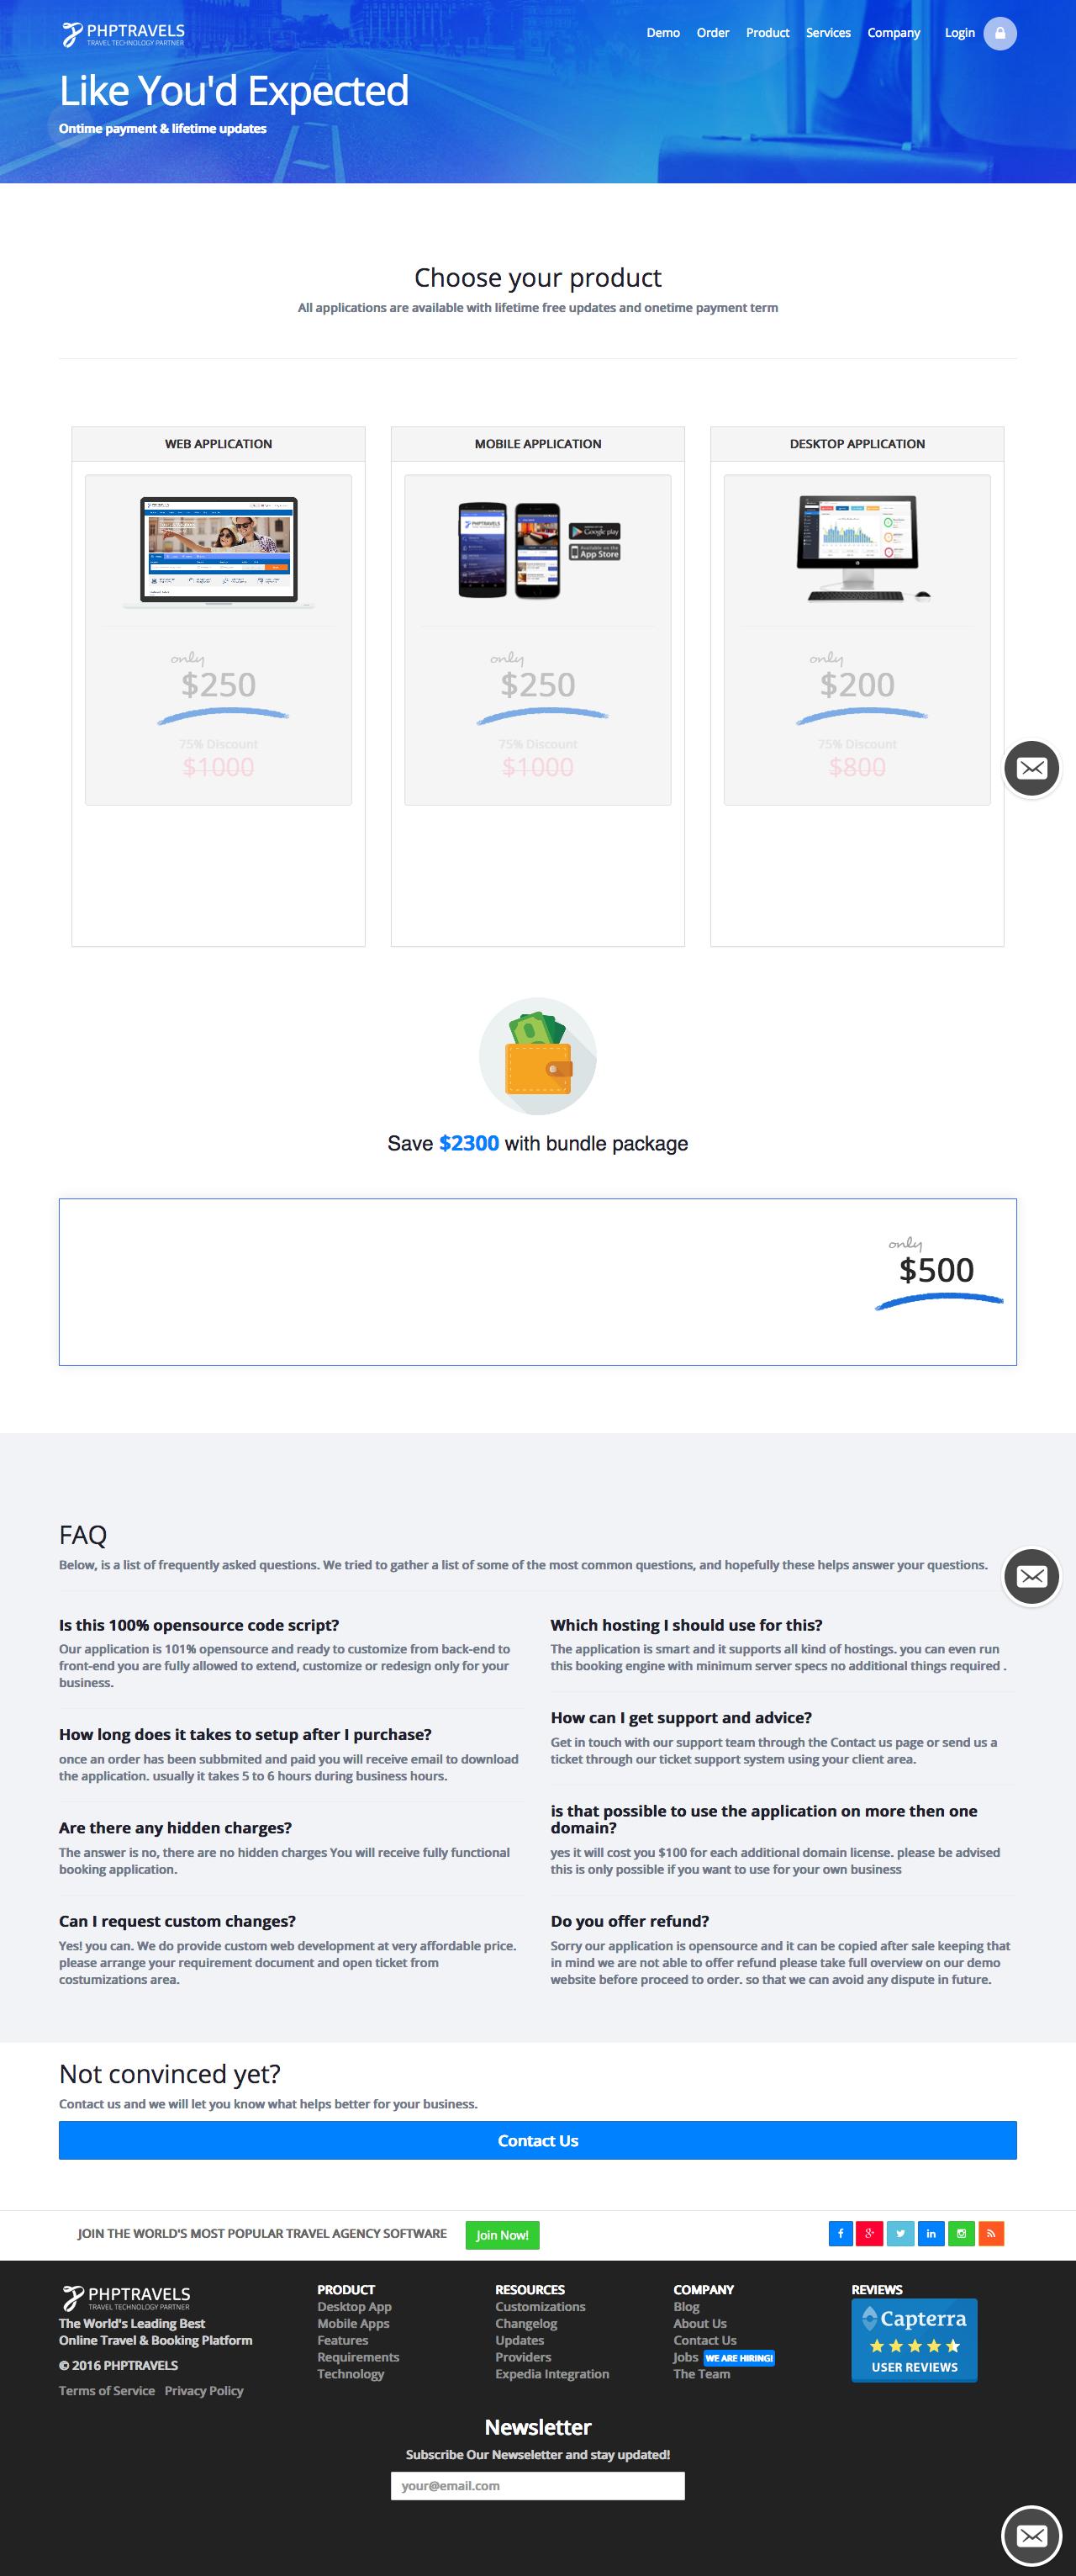 PHPTRAVELS
TRAVEL TECHNOLOGY PARTNER
Demo Order Product Services Company Login
Like You'd Expected
Ontime payment & lifetime updates
Choose your product
All applications are available with lifetime free updates and onetime payment term
WEB APPLICATION
only
$250
75% Discount
$1000
MOBILE APPLICATION
PHPTRAVELS
Google play
Available on the
App Store
only
$250
75% Discount
$1000
DESKTOP APPLICATION
only
$200
75% Discount
$800
Save $2300 with bundle package
only
$500
FAQ
Below, is a list of frequently asked questions. We tried to gather a list of some of the most common questions, and hopefully these helps answer your questions.
Is this 100% opensource code script?
Our application is 101% opensource and ready to customize from back-end to
front-end you are fully allowed to extend, customize or redesign only for your
business.
How long does it takes to setup after I purchase?
once an order has been subbmited and paid you will receive email to download
the application. usually it takes 5 to 6 hours during business hours.
Are there any hidden charges?
The answer is no, there are no hidden charges You will receive fully functional
booking application.
Can I request custom changes?
Yes! you can. We do provide custom web development at very affordable price.
please arrange your requirement document and open ticket from
costumizations area.
Which hosting I should use for this?
The application is smart and it supports all kind of hostings. you can even run
this booking engine with minimum server specs no additional things required .
How can I get support and advice?
Get in touch with our support team through the Contact us page or send us a
ticket through our ticket support system using your client area.
is that possible to use the application on more then one
domain?
yes it will cost you $100 for each additional domain license. please be advised
this is only possible if you want to use for your own business
Do you offer refund?
Sorry our application is opensource and it can be copied after sale keeping that
in mind we are not able to offer refund please take full overview on our demo
website before proceed to order. so that we can avoid any dispute in future.
Not convinced yet?
Contact us and we will let you know what helps better for your business.
Contact Us
JOIN THE WORLD'S MOST POPULAR TRAVEL AGENCY SOFTWARE
Join Now!
PHPTRAVELS
TRAVEL TECHNOLOGY PARTNER
The World's Leading Best
Online Travel & Booking Platform
© 2016 PHPTRAVELS
Terms of Service Privacy Policy
PRODUCT
Desktop App
Mobile Apps
Features
Requirements
Technology
RESOURCES
Customizations
Changelog
Updates
Providers
Expedia Integration
COMPANY
Blog
About Us
Contact Us
Jobs WE ARE HIRING!
The Team
REVIEWS
Capterra
USER REVIEWS
Newsletter
Subscribe Our Newseletter and stay updated!
your@email.com